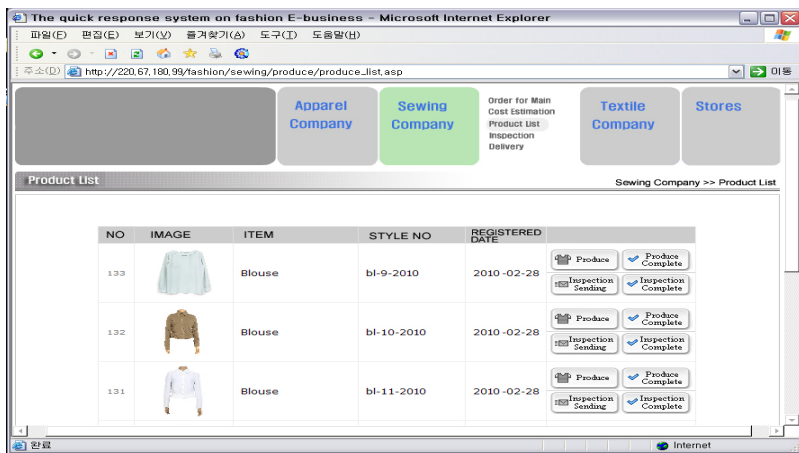 The quick response system on fashion E-business - Microsoft Internet Explorer
파일(F) 편집(E) 보기(V) 즐겨찾기(A) 도구(T) 도움말(H)
주소(D) http://220,67,180,99/fashion/sewing/produce/produce_list,asp 이동
Apparel Company
Sewing Company
Order for Main
Cost Estimation
Product List
Inspection
Delivery
Textile Company
Stores
Product List
Sewing Company >> Product List
NO IMAGE ITEM STYLE NO REGISTERED DATE
133 Blouse bl-9-2010 2010-02-28
Produce Produce Complete
Inspection Sending Inspection Complete
132 Blouse bl-10-2010 2010-02-28
Produce Produce Complete
Inspection Sending Inspection Complete
131 Blouse bl-11-2010 2010-02-28
Produce Produce Complete
Inspection Sending Inspection Complete
완료 Internet